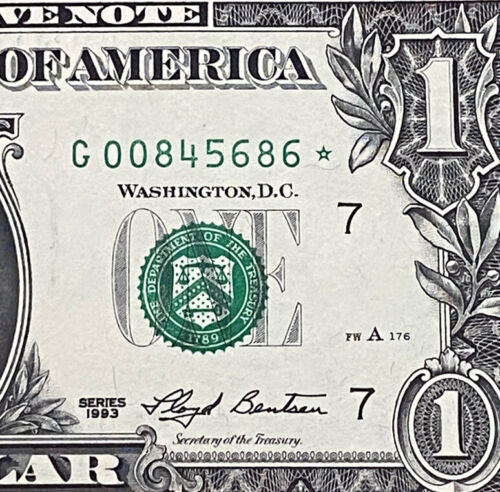 VE NOTE
OF AMERICA
1
G 00845686 ★
WASHINGTON, D.C.
7
ONE
THE DEPARTMENT OF THE TREASURY
1789
FW A 176
SERIES
1993
Lloyd Bentsen
7
Secretary of the Treasury.
LAR
1